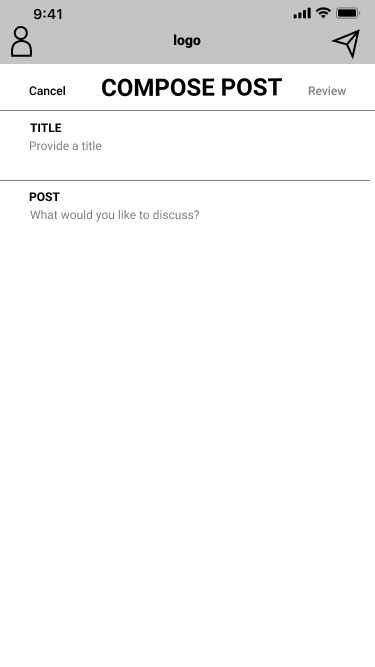 9:41
logo
Cancel
COMPOSE POST
Review
TITLE
Provide a title
POST
What would you like to discuss?